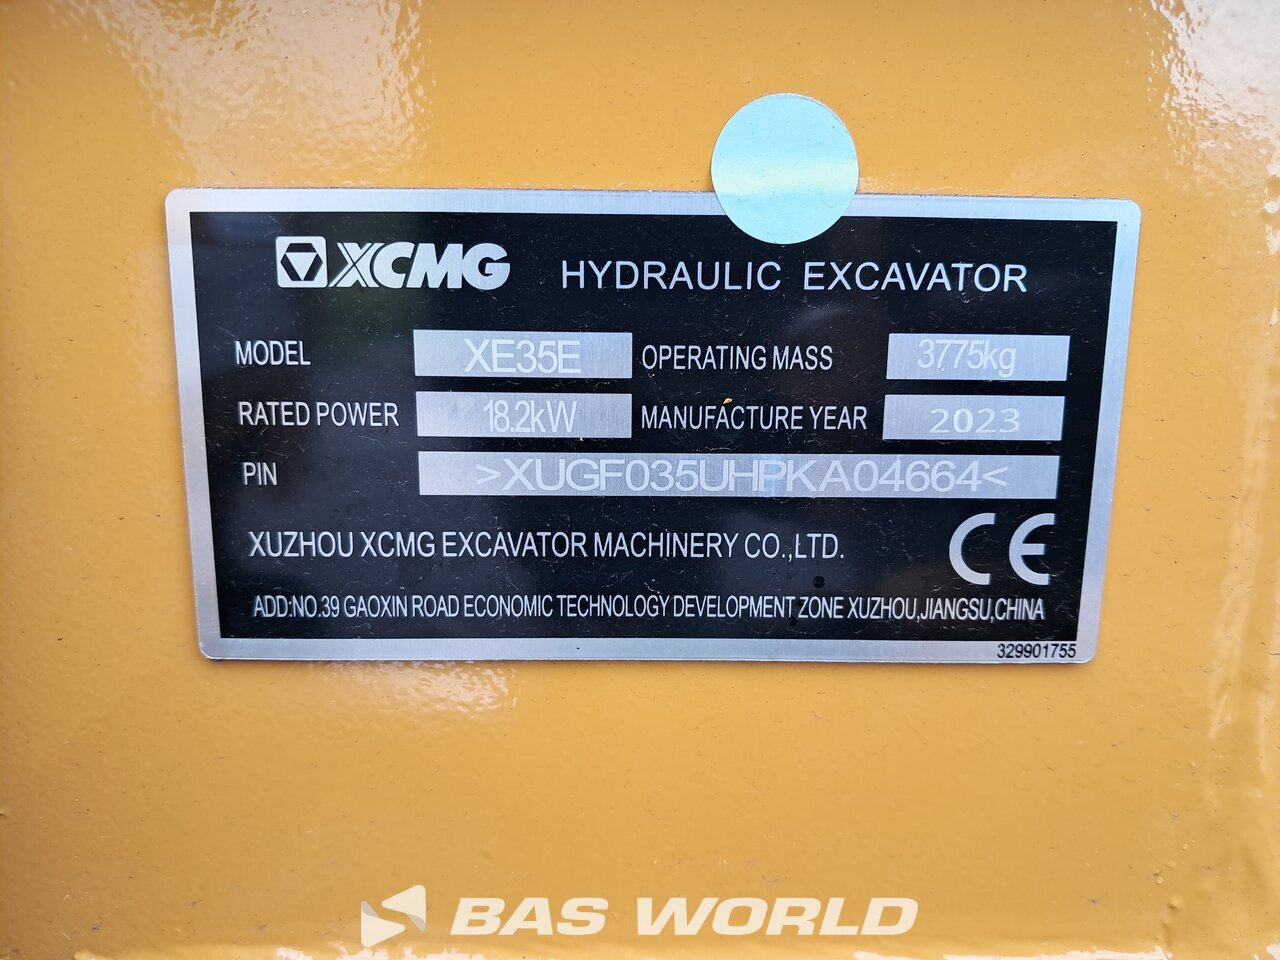 XCMG HYDRAULIC EXCAVATOR
MODEL XE35E OPERATING MASS 3775kg
RATED POWER 18.2kW MANUFACTURE YEAR 2023
PIN >XUGF035UHPKA04664<
XUZHOU XCMG EXCAVATOR MACHINERY CO.,LTD. CE
ADD:NO.39 GAOXIN ROAD ECONOMIC TECHNOLOGY DEVELOPMENT ZONE XUZHOU,JIANGSU,CHINA
329901755
BAS WORLD